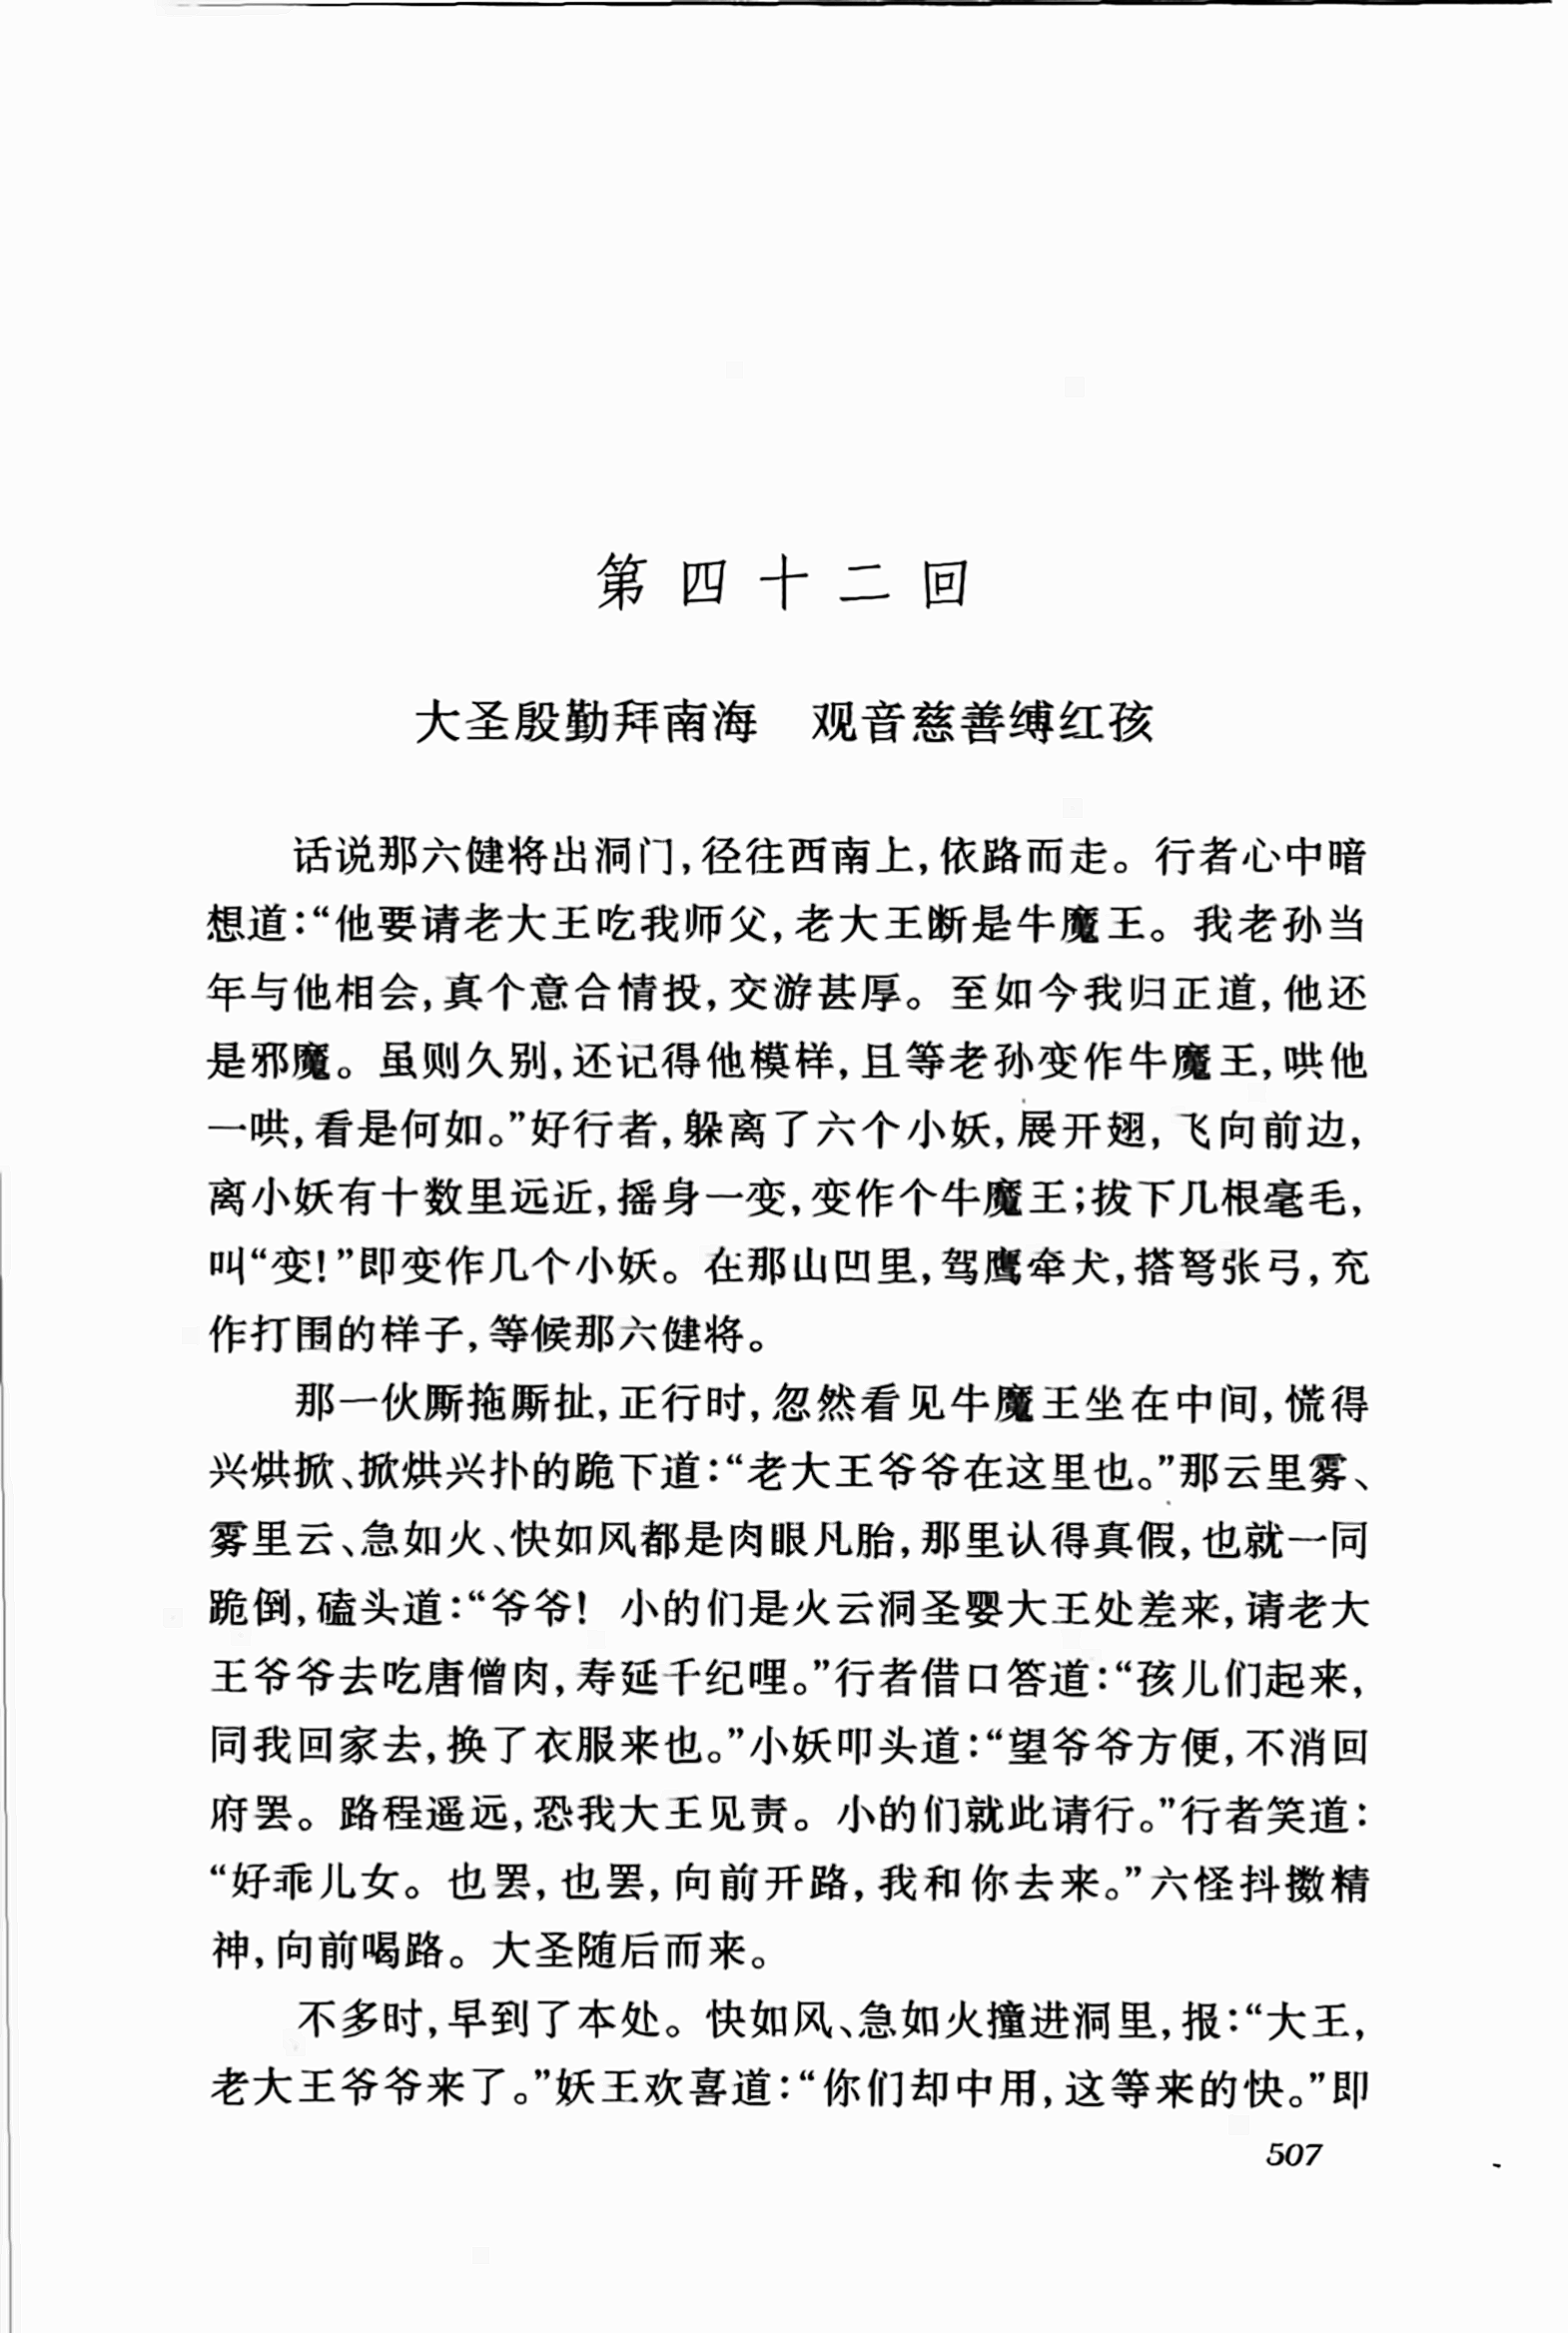 第四十二回
大圣殷勤拜南海　观音慈善缚红孩
话说那六健将出洞门,径往西南上,依路而走。行者心中暗
想道:“他要请老大王吃我师父,老大王断是牛魔王。我老孙当
年与他相会,真个意合情投,交游甚厚。至如今我归正道,他还
是邪魔。虽则久别,还记得他模样,且等老孙变作牛魔王,哄他
一哄,看是何如。”好行者,躲离了六个小妖,展开翅,飞向前边,
离小妖有十数里远近,摇身一变,变作个牛魔王;拔下几根毫毛,
叫“变!”即变作几个小妖。在那山凹里,驾鹰牵犬,搭弩张弓,充
作打围的样子,等候那六健将。
那一伙厮拖厮扯,正行时,忽然看见牛魔王坐在中间,慌得
兴烘掀、掀烘兴扑的跪下道:“老大王爷爷在这里也。”那云里雾、
雾里云、急如火、快如风都是肉眼凡胎,那里认得真假,也就一同
跪倒,磕头道:“爷爷! 小的们是火云洞圣婴大王处差来,请老大
王爷爷去吃唐僧肉,寿延千纪哩。”行者借口答道:“孩儿们起来,
同我回家去,换了衣服来也。”小妖叩头道:“望爷爷方便,不消回
府罢。路程遥远,恐我大王见责。小的们就此请行。”行者笑道:
“好乖儿女。也罢,也罢,向前开路,我和你去来。”六怪抖擞精
神,向前喝路。大圣随后而来。
不多时,早到了本处。快如风、急如火撞进洞里,报:“大王,
老大王爷爷来了。”妖王欢喜道:“你们却中用,这等来的快。”即
507